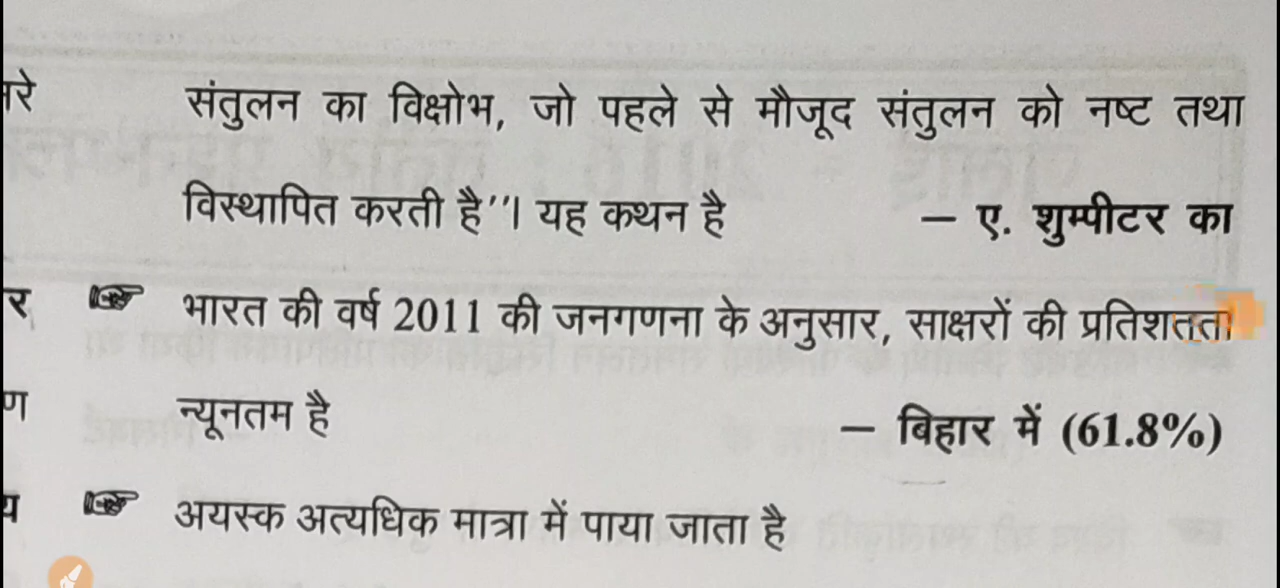 संतुलन का विक्षोभ, जो पहले से मौजूद संतुलन को नष्ट तथा
विस्थापित करती है''। यह कथन है – ए. शुम्पीटर का
भारत की वर्ष 2011 की जनगणना के अनुसार, साक्षरों की प्रतिशतता
न्यूनतम है – बिहार में (61.8%)
अयस्क अत्यधिक मात्रा में पाया जाता है